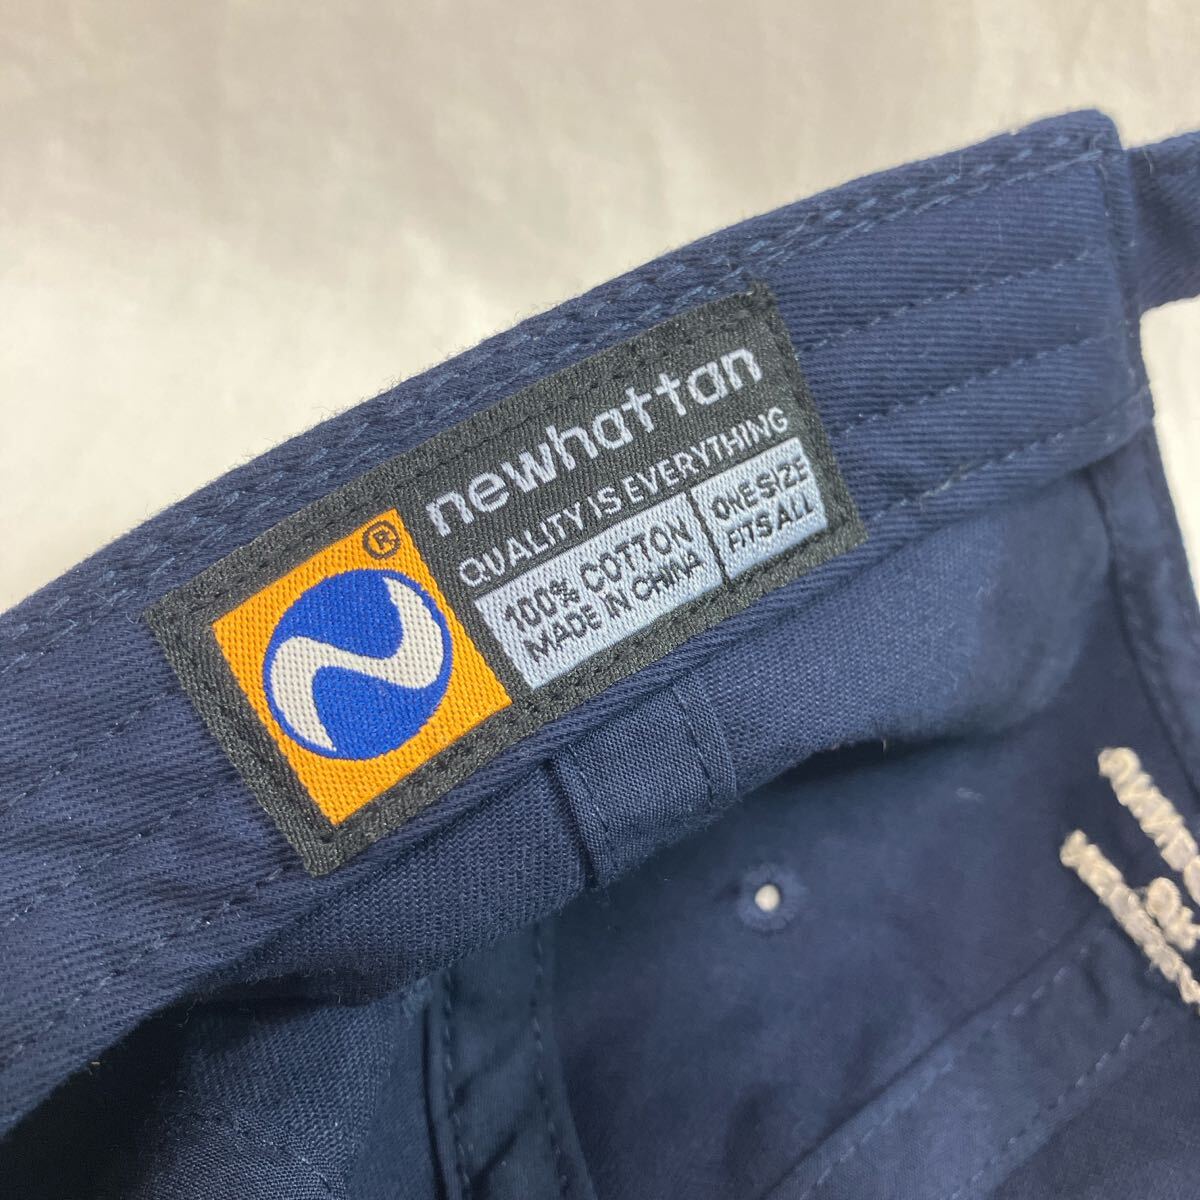 newhattan
QUALITY IS EVERYTHING
100% COTTON
MADE IN CHINA
ONE SIZE
FITS ALL
®